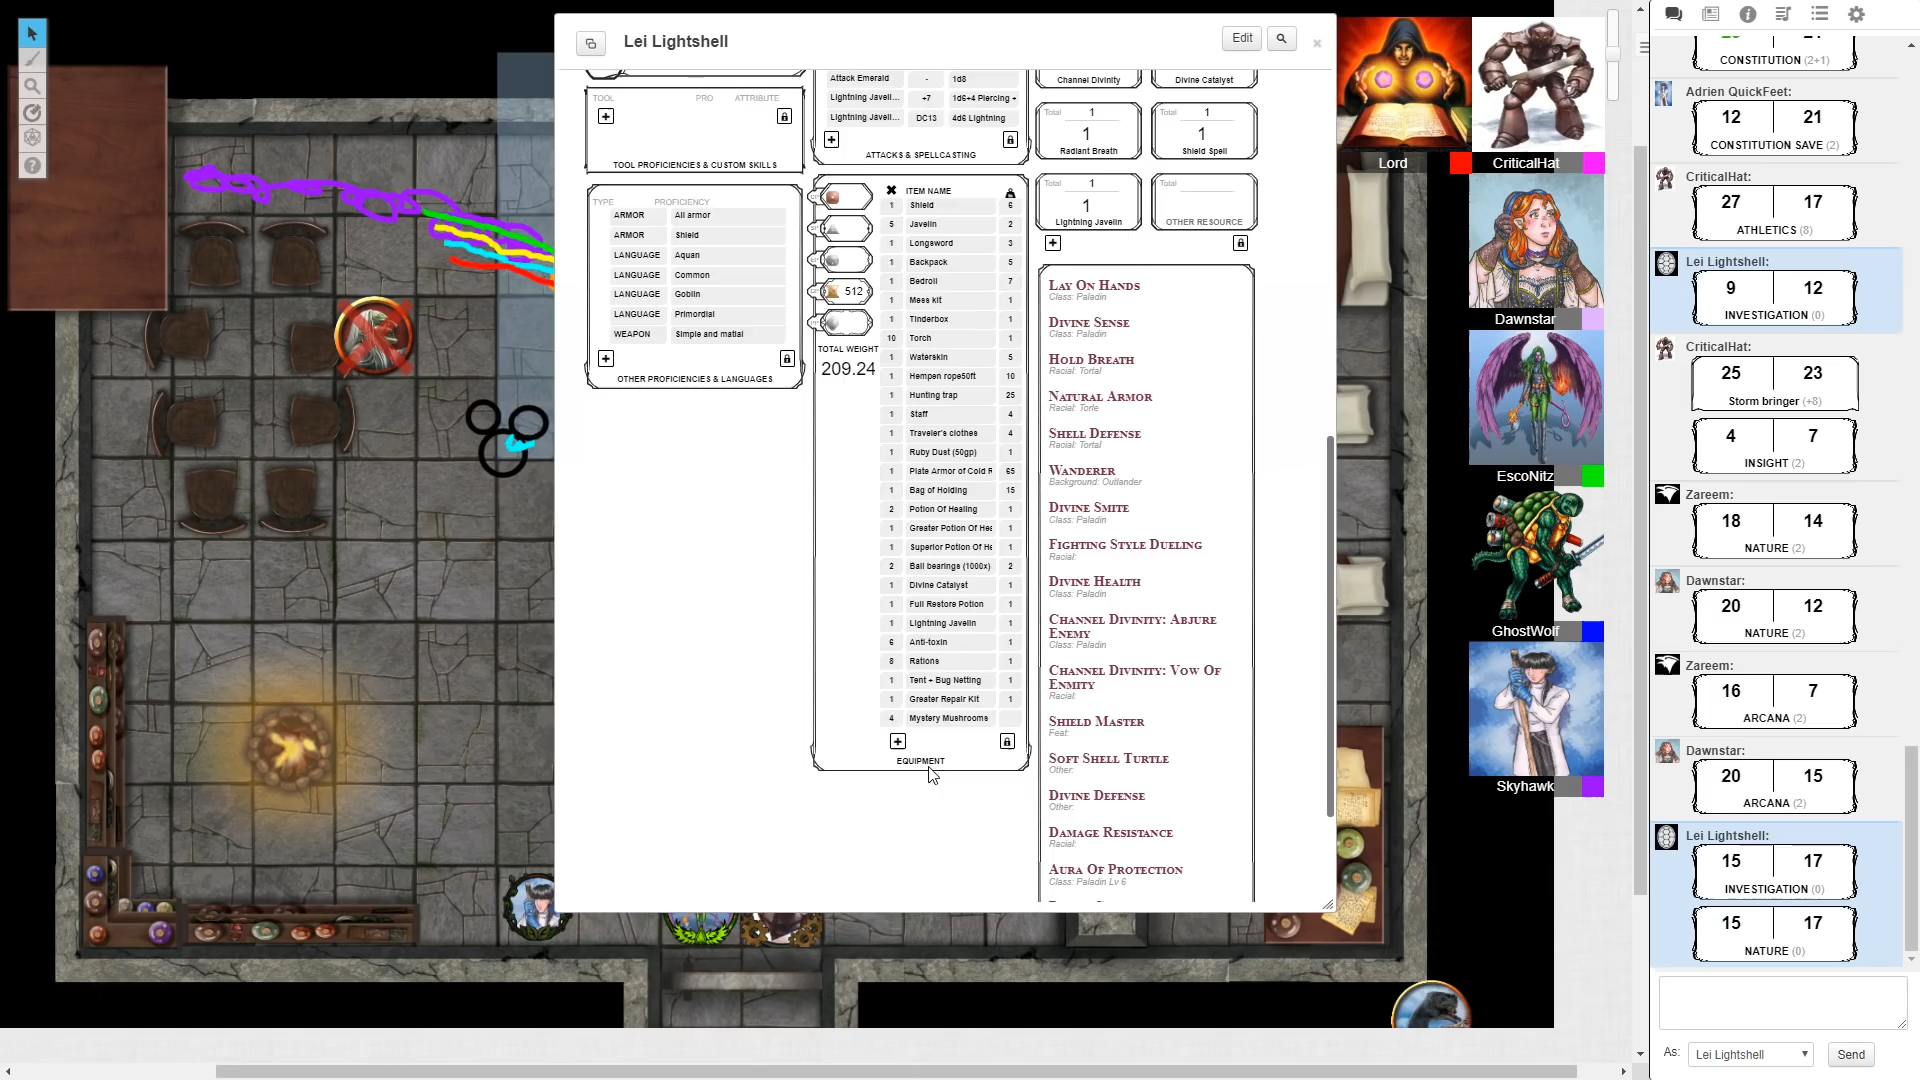 Lei Lightshell
Edit
TOOL PRO ATTRIBUTE
TOOL PROFICIENCIES & CUSTOM SKILLS
TYPE PROFICIENCY
ARMOR All armor
ARMOR Shield
LANGUAGE Aquan
LANGUAGE Common
LANGUAGE Goblin
LANGUAGE Primordial
WEAPON Simple and matial
OTHER PROFICIENCIES & LANGUAGES
Attack Emerald - 1d8
Lightning Javeli... +7 1d6+4 Piercing +
Lightning Javeli... DC13 4d6 Lightning
ATTACKS & SPELLCASTING
512
TOTAL WEIGHT
209.24
ITEM NAME
1 Shield 6
5 Javelin 2
1 Longsword 3
1 Backpack 5
1 Bedroll 7
1 Mess kit 1
1 Tinderbox 1
10 Torch 1
1 Waterskin 5
1 Hempen rope50ft 10
1 Hunting trap 25
1 Staff 4
1 Traveler's clothes 4
1 Ruby Dust (50gp) 1
1 Plate Armor of Cold R 65
1 Bag of Holding 15
2 Potion Of Healing 1
1 Greater Potion Of Hea 1
1 Superior Potion Of He 1
2 Ball bearings (1000x) 2
1 Divine Catalyst 1
1 Full Restore Potion 1
1 Lightning Javelin 1
6 Anti-toxin 1
8 Rations 1
1 Tent + Bug Netting 1
1 Greater Repair Kit 1
4 Mystery Mushrooms
EQUIPMENT
Channel Divinity
Divine Catalyst
Total 1
1
Radiant Breath
Total 1
1
Shield Spell
Total 1
1
Lightning Javelin
Total
OTHER RESOURCE
LAY ON HANDS
Class: Paladin
DIVINE SENSE
Class: Paladin
HOLD BREATH
Racial: Tortal
NATURAL ARMOR
Racial: Torle
SHELL DEFENSE
Racial: Tortal
WANDERER
Background: Outlander
DIVINE SMITE
Class: Paladin
FIGHTING STYLE DUELING
Racial:
DIVINE HEALTH
Class: Paladin
CHANNEL DIVINITY: ABJURE
ENEMY
Class: Paladin
CHANNEL DIVINITY: VOW OF
ENMITY
Racial:
SHIELD MASTER
Feat:
SOFT SHELL TURTLE
Other:
DIVINE DEFENSE
Other:
DAMAGE RESISTANCE
Racial:
AURA OF PROTECTION
Class: Paladin Lv 6
Lord
CriticalHat
Dawnstar
EscoNitz
GhostWolf
Skyhawk
CONSTITUTION (2+1)
Adrien QuickFeet:
12 21
CONSTITUTION SAVE (2)
CriticalHat:
27 17
ATHLETICS (8)
Lei Lightshell:
9 12
INVESTIGATION (0)
CriticalHat:
25 23
Storm bringer (+8)
4 7
INSIGHT (2)
Zareem:
18 14
NATURE (2)
Dawnstar:
20 12
NATURE (2)
Zareem:
16 7
ARCANA (2)
Dawnstar:
20 15
ARCANA (2)
Lei Lightshell:
15 17
INVESTIGATION (0)
15 17
NATURE (0)
As: Lei Lightshell Send